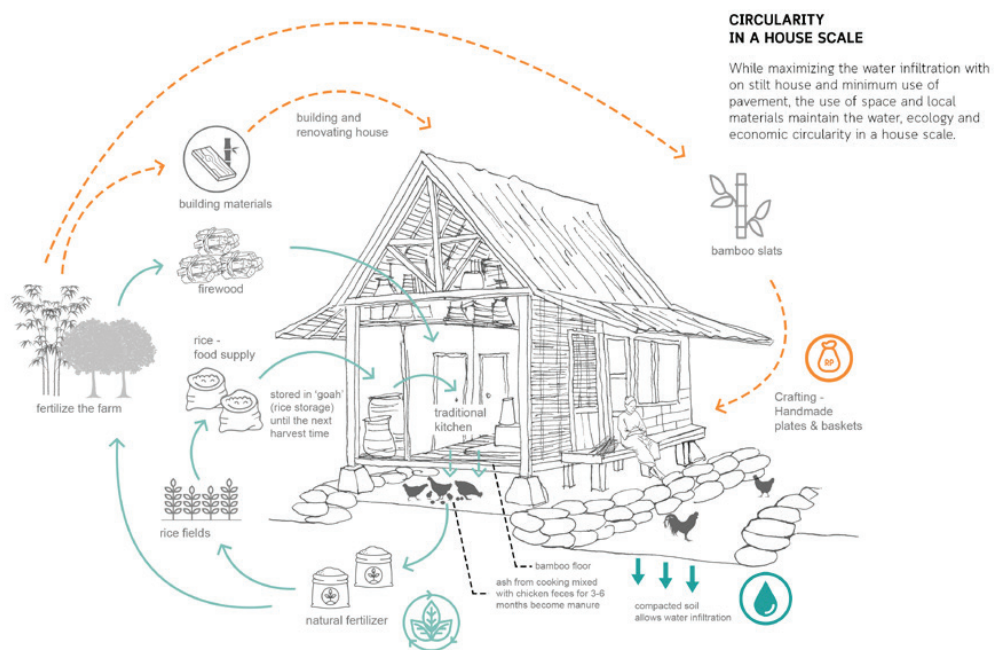 CIRCULARITY
IN A HOUSE SCALE
While maximizing the water infiltration with
on stilt house and minimum use of
pavement, the use of space and local
materials maintain the water, ecology and
economic circularity in a house scale.
building and
renovating house
building materials
bamboo slats
firewood
rice -
food supply
fertilize the farm
stored in 'goah'
(rice storage)
until the next
harvest time
traditional
kitchen
RP
Crafting -
Handmade
plates & baskets
rice fields
bamboo floor
ash from cooking mixed
with chicken feces for 3-6
months become manure
natural fertilizer
compacted soil
allows water infiltration